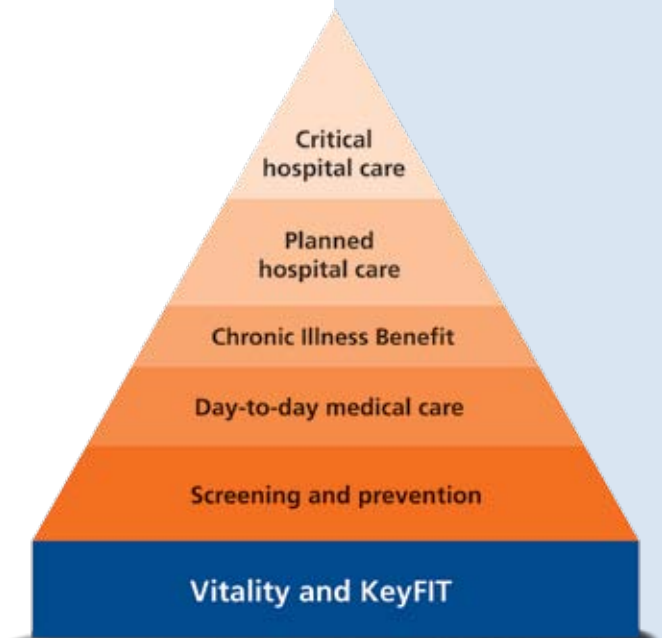 Critical
hospital care
Planned
hospital care
Chronic Illness Benefit
Day-to-day medical care
Screening and prevention
Vitality and KeyFIT